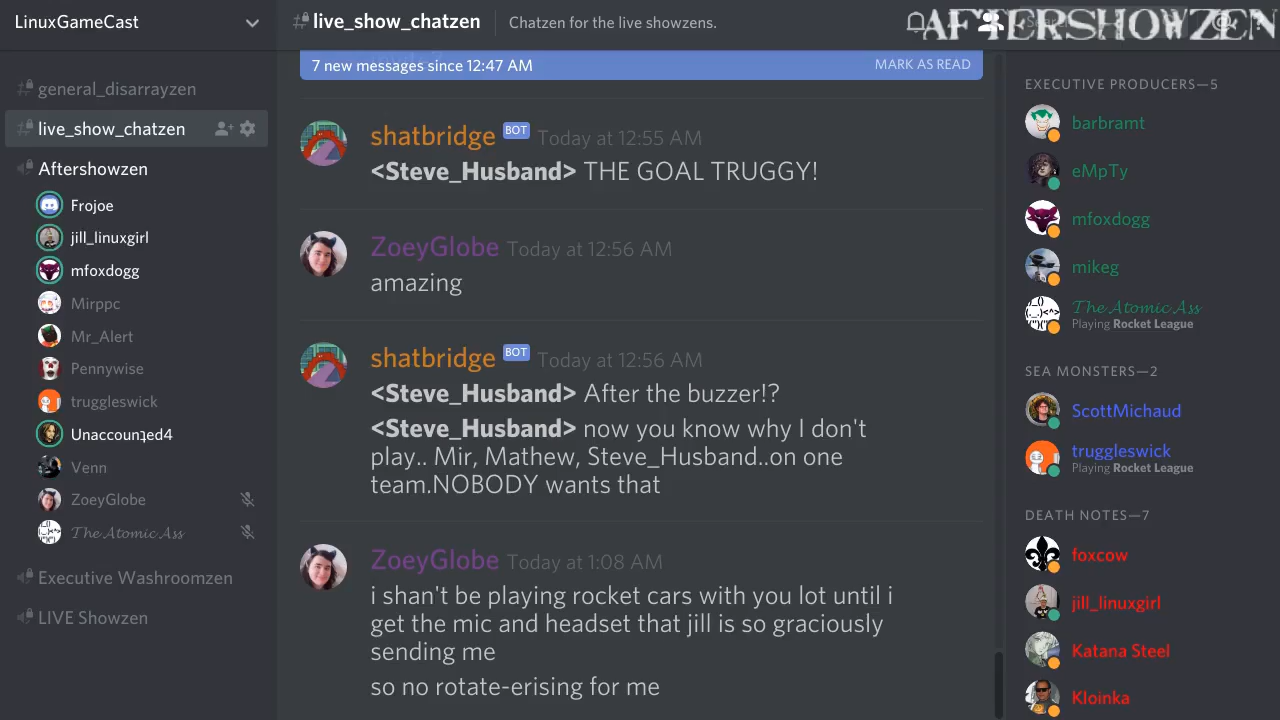 LinuxGameCast
general_disarrayzen
live_show_chatzen
Aftershowzen
Frojoe
jill_linuxgirl
mfoxdogg
Mirppc
Mr_Alert
Pennywise
truggleswick
Unaccounʇed4
Venn
ZoeyGlobe
𝓣𝓱𝓮 𝓐𝓽𝓸𝓶𝓲𝓬 𝓐𝓼𝓼
Executive Washroomzen
LIVE Showzen
live_show_chatzen
Chatzen for the live showzens.
AFTERSHOWZEN
7 new messages since 12:47 AM
MARK AS READ
shatbridge BOT Today at 12:55 AM
<Steve_Husband> THE GOAL TRUGGY!
ZoeyGlobe Today at 12:56 AM
amazing
shatbridge BOT Today at 12:56 AM
<Steve_Husband> After the buzzer!?
<Steve_Husband> now you know why I don't
play.. Mir, Mathew, Steve_Husband..on one
team.NOBODY wants that
ZoeyGlobe Today at 1:08 AM
i shan't be playing rocket cars with you lot until i
get the mic and headset that jill is so graciously
sending me
so no rotate-erising for me
EXECUTIVE PRODUCERS—5
barbramt
eMpTy
mfoxdogg
mikeg
𝓣𝓱𝓮 𝓐𝓽𝓸𝓶𝓲𝓬 𝓐𝓼𝓼
Playing Rocket League
SEA MONSTERS—2
ScottMichaud
truggleswick
Playing Rocket League
DEATH NOTES—7
foxcow
jill_linuxgirl
Katana Steel
Kloinka